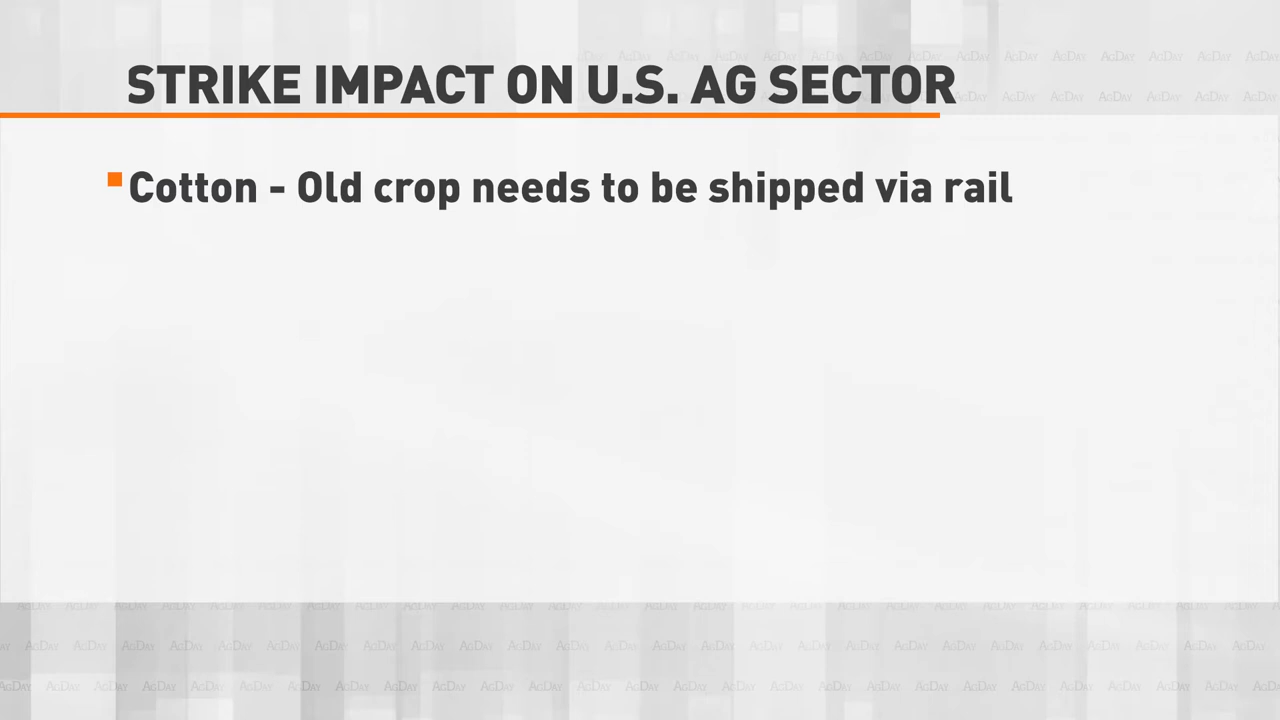 STRIKE IMPACT ON U.S. AG SECTOR
Cotton - Old crop needs to be shipped via rail